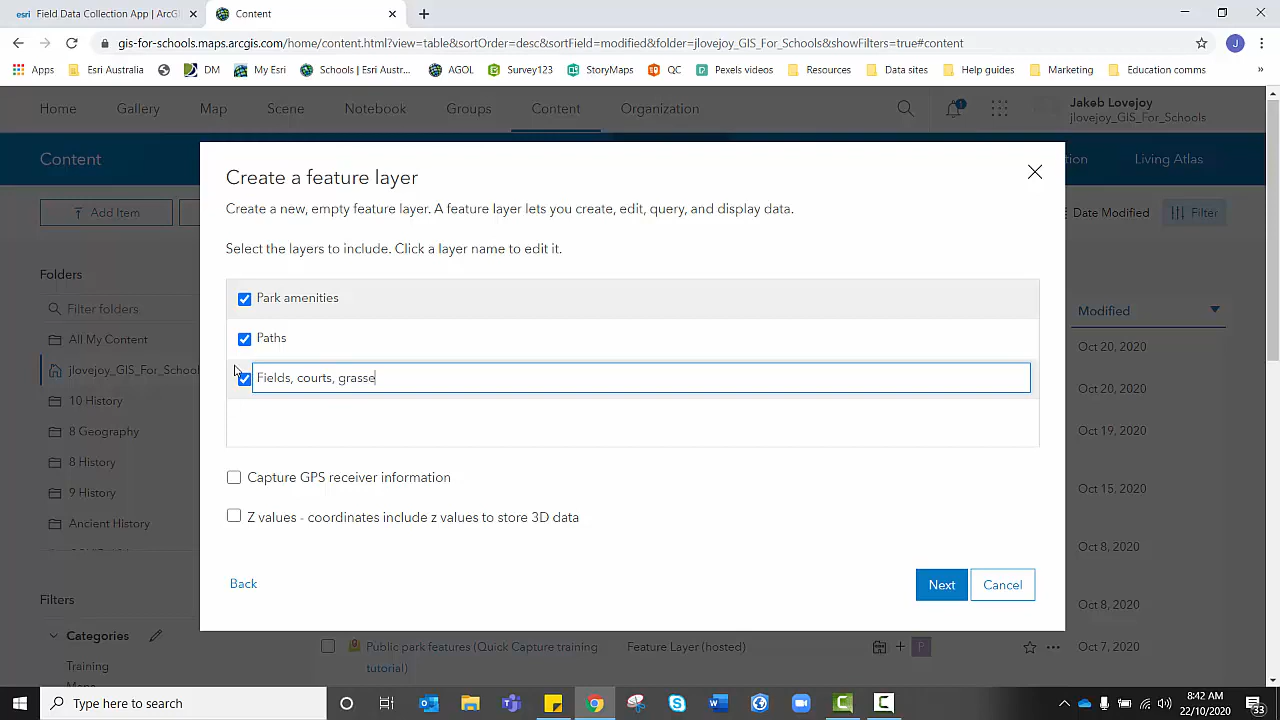 esri Field Data Collection App | ArcG
Content
gis-for-schools.maps.arcgis.com/home/content.html?view=table&sortOrder=desc&sortField=modified&folder=jlovejoy_GIS_For_Schools&showFilters=true#content
J
Apps
Esri Australia
DM
My Esri
Schools | Esri Austr...
AGOL
Survey123
StoryMaps
QC
Pexels videos
Resources
Data sites
Help guides
Marketing
Education comms
»
Home
Gallery
Map
Scene
Notebook
Groups
Content
Organization
1
Jakeb Lovejoy
jlovejoy_GIS_For_Schools
Content
tion
Living Atlas
Add Item
Date Modified
Filter
Create a feature layer
Create a new, empty feature layer. A feature layer lets you create, edit, query, and display data.
Select the layers to include. Click a layer name to edit it.
Park amenities
Paths
Fields, courts, grasse
Capture GPS receiver information
Z values - coordinates include z values to store 3D data
Back
Next
Cancel
Folders
Filter folders
All My Content
jlovejoy_GIS_For_School
10 History
8 Geography
8 History
9 History
Ancient History
Filters
Categories
Training
Modified
Oct 20, 2020
Oct 20, 2020
Oct 19, 2020
Oct 15, 2020
Oct 8, 2020
Oct 8, 2020
Public park features (Quick Capture training
tutorial)
Feature Layer (hosted)
P
Oct 7, 2020
Type here to search
8:42 AM
22/10/2020
33